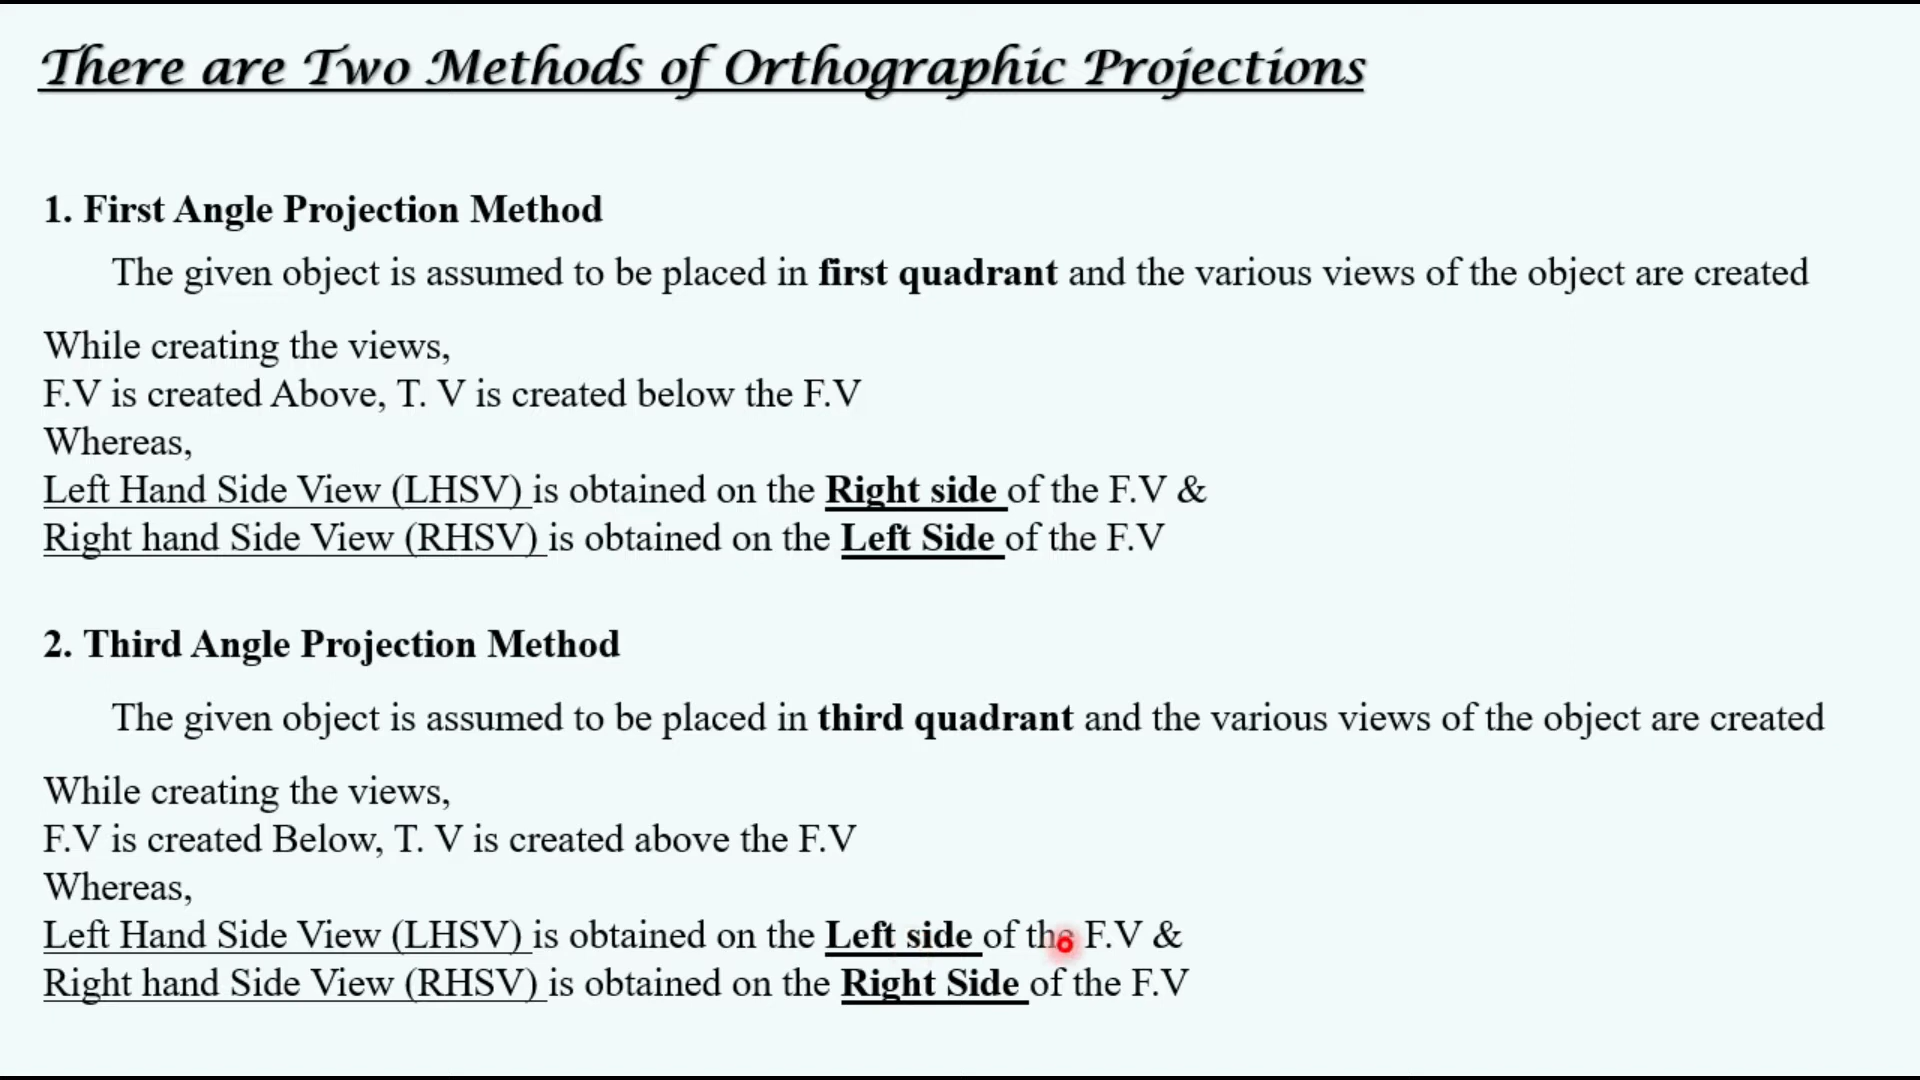 There are Two Methods of Orthographic Projections
1. First Angle Projection Method
The given object is assumed to be placed in first quadrant and the various views of the object are created
While creating the views,
F.V is created Above, T. V is created below the F.V
Whereas,
Left Hand Side View (LHSV) is obtained on the Right side of the F.V &
Right hand Side View (RHSV) is obtained on the Left Side of the F.V
2. Third Angle Projection Method
The given object is assumed to be placed in third quadrant and the various views of the object are created
While creating the views,
F.V is created Below, T. V is created above the F.V
Whereas,
Left Hand Side View (LHSV) is obtained on the Left side of the F.V &
Right hand Side View (RHSV) is obtained on the Right Side of the F.V